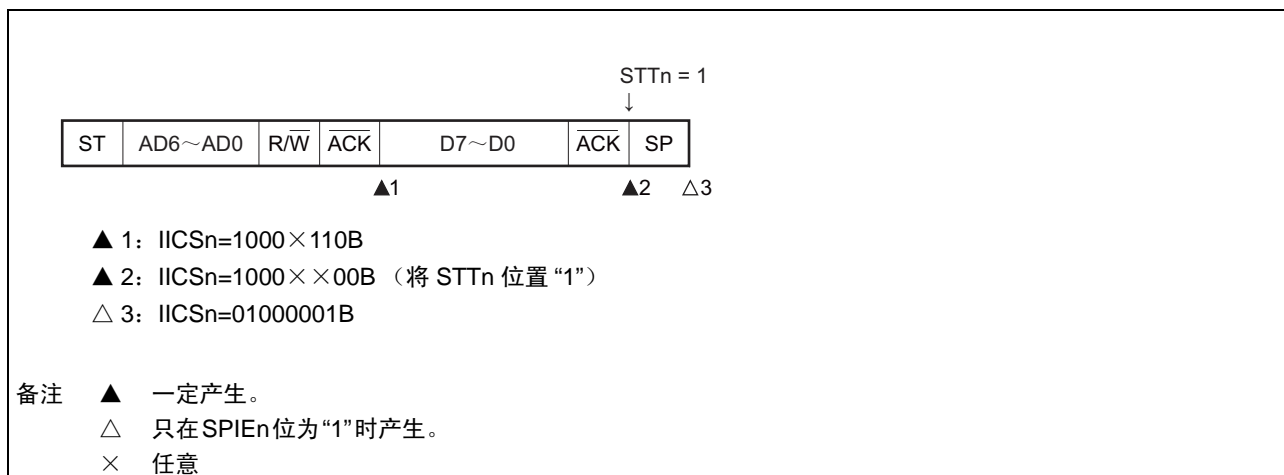 STTn = 1
↓
ST AD6～AD0 R/W̅ A̅C̅K̅ D7～D0 A̅C̅K̅ SP
▲1 ▲2 △3
▲ 1：IICSn=1000×110B
▲ 2：IICSn=1000××00B （将 STTn 位置 “1”）
△ 3：IICSn=01000001B
备注 ▲ 一定产生。
△ 只在SPIEn位为“1”时产生。
× 任意